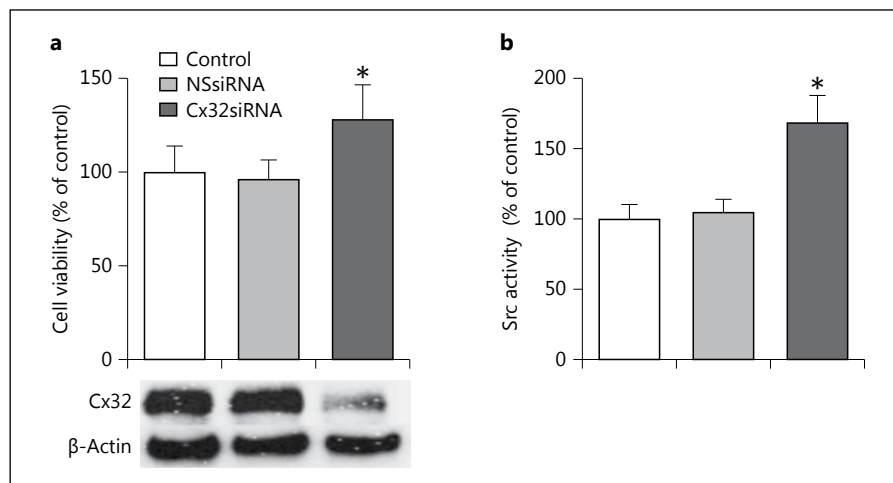 a
Control
NSsiRNA
Cx32siRNA
Cell viability (% of control)
150
100
50
0
*
Cx32
β-Actin
b
Src activity (% of control)
200
150
100
50
0
*